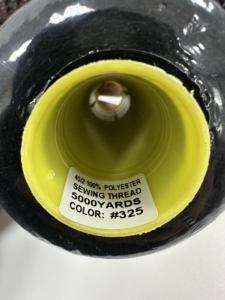 40/2 100% POLYESTER
SEWING THREAD
5000YARDS
COLOR: #325